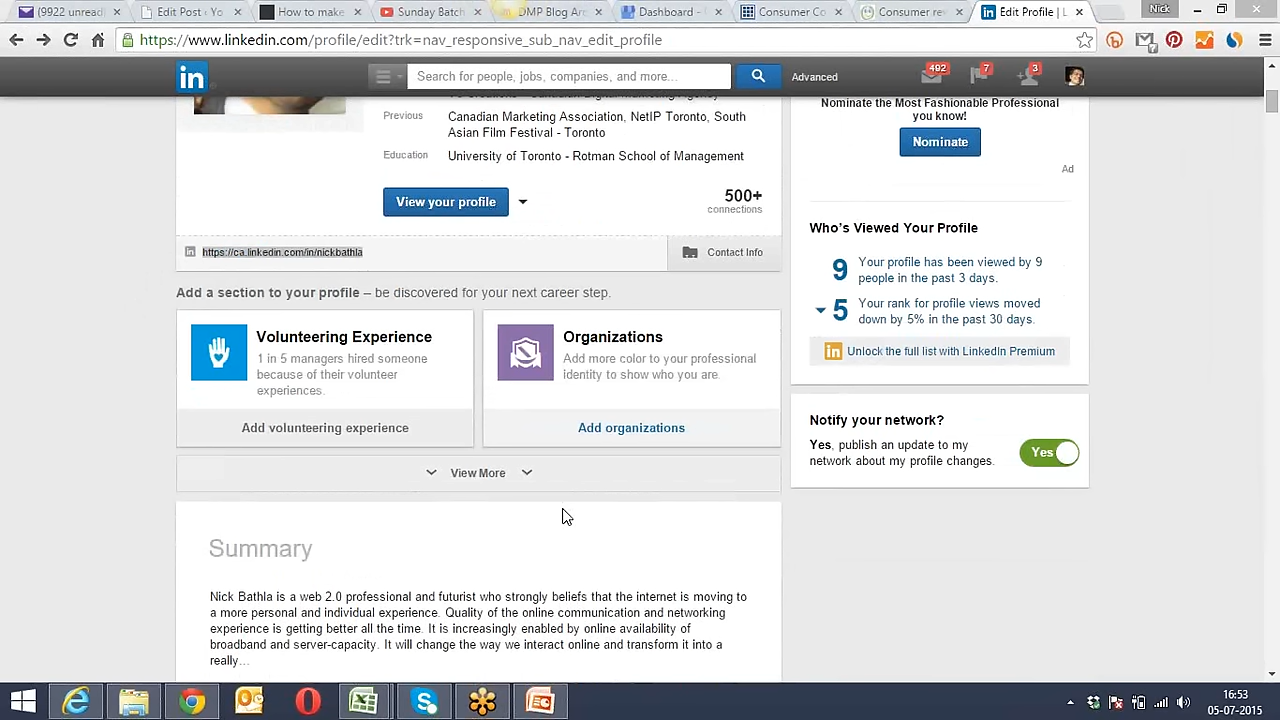 (9922 unread
Edit Post
How to make
Sunday Batch
DMP Blog Ar
Dashboard -
Consumer Co
Consumer rev
Edit Profile | L
Nick
https://www.linkedin.com/profile/edit?trk=nav_responsive_sub_nav_edit_profile
in
Search for people, jobs, companies, and more...
Advanced
492
7
3
Previous
Canadian Marketing Association, NetIP Toronto, South
Asian Film Festival - Toronto
Education
University of Toronto - Rotman School of Management
View your profile
500+
connections
https://ca.linkedin.com/in/nickbathla
Contact Info
Add a section to your profile – be discovered for your next career step.
Volunteering Experience
1 in 5 managers hired someone
because of their volunteer
experiences.
Add volunteering experience
Organizations
Add more color to your professional
identity to show who you are.
Add organizations
View More
Summary
Nick Bathla is a web 2.0 professional and futurist who strongly beliefs that the internet is moving to
a more personal and individual experience. Quality of the online communication and networking
experience is getting better all the time. It is increasingly enabled by online availability of
broadband and server-capacity. It will change the way we interact online and transform it into a
really...
Nominate the Most Fashionable Professional
you know!
Nominate
Ad
Who's Viewed Your Profile
9
Your profile has been viewed by 9
people in the past 3 days.
5
Your rank for profile views moved
down by 5% in the past 30 days.
in
Unlock the full list with LinkedIn Premium
Notify your network?
Yes, publish an update to my
network about my profile changes.
Yes
16:53
05-07-2015